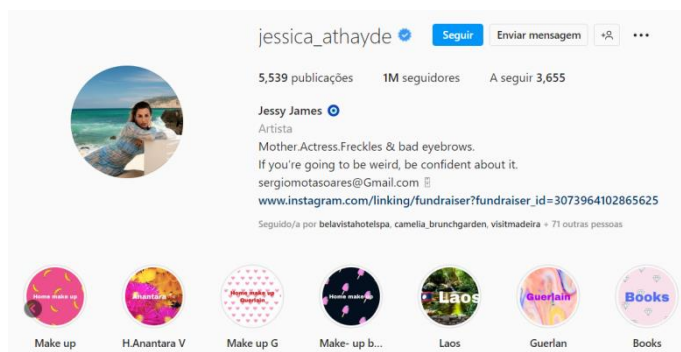 jessica_athayde Seguir Enviar mensagem
5,539 publicações 1M seguidores A seguir 3,655
Jessy James
Artista
Mother.Actress.Freckles & bad eyebrows.
If you're going to be weird, be confident about it.
sergiomotasoares@Gmail.com
www.instagram.com/linking/fundraiser?fundraiser_id=3073964102865625
Seguido/a por belavistahotelspa, camelia_brunchgarden, visitmadeira + 71 outras pessoas
Home make up Anantara Home make up Guerlain Home make up Laos Guerlain Books
Make up H.Anantara V Make up G Make- up b... Laos Guerlan Books